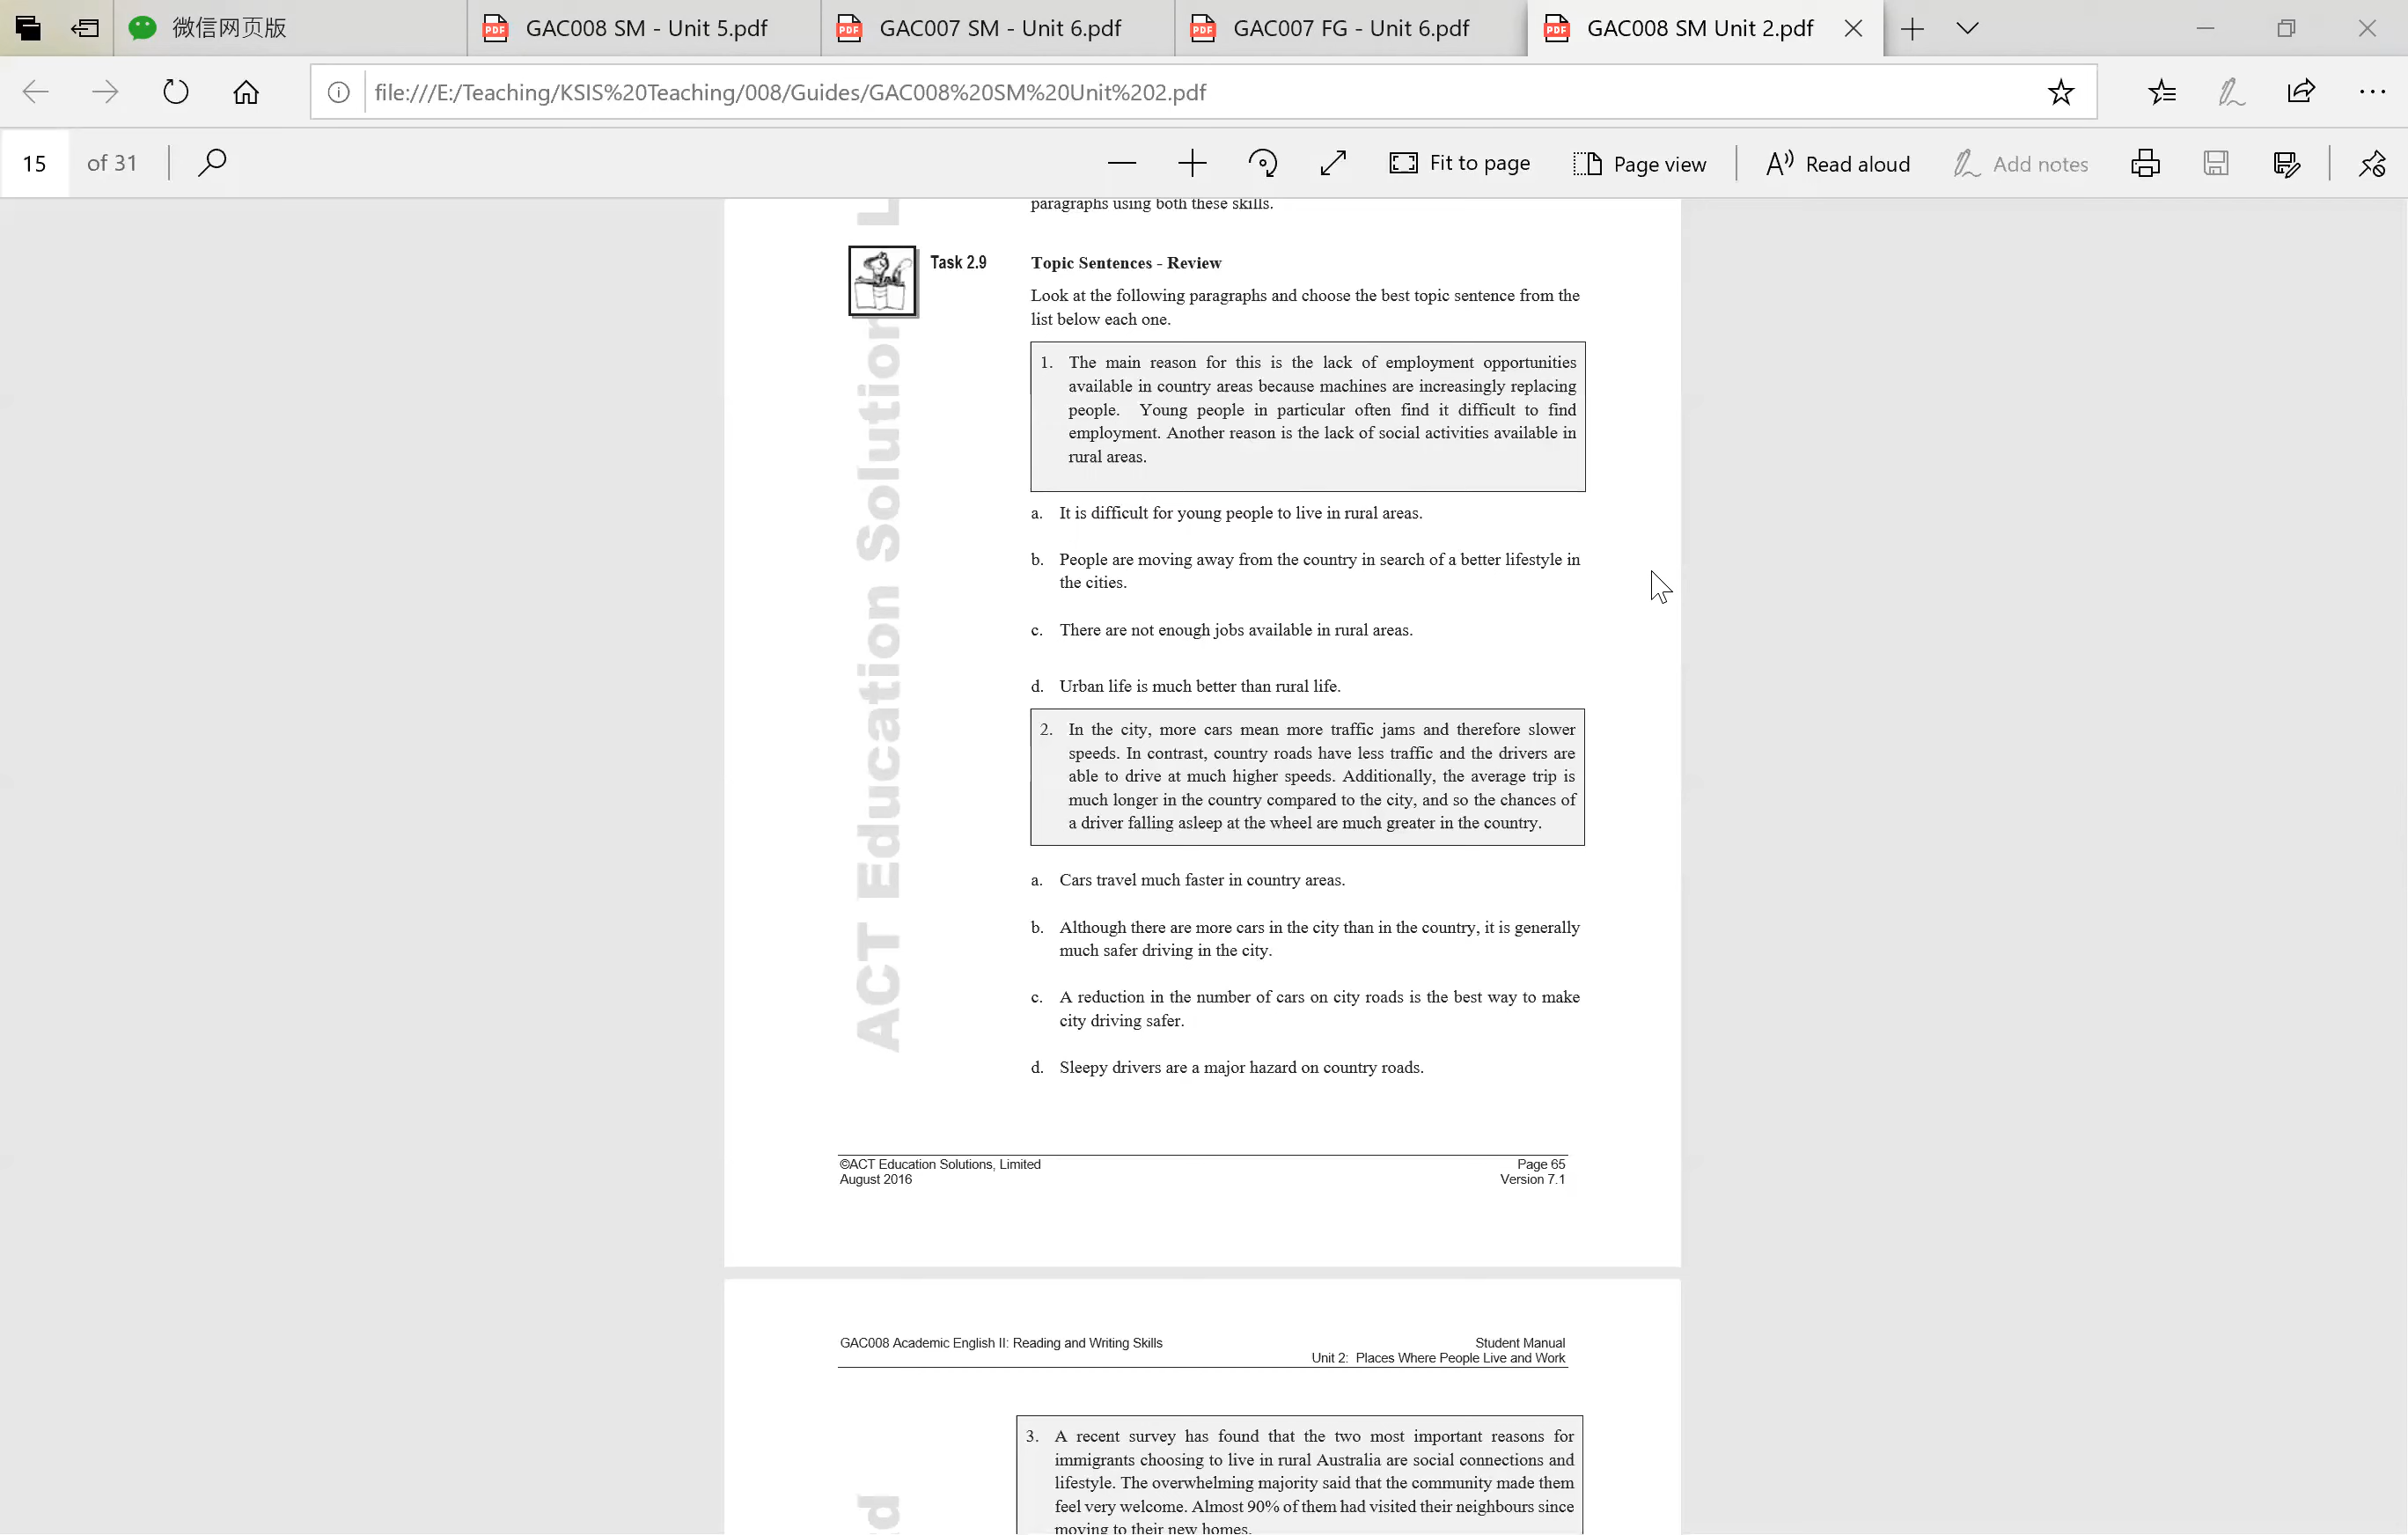 微信网页版
GAC008 SM - Unit 5.pdf
GAC007 SM - Unit 6.pdf
GAC007 FG - Unit 6.pdf
GAC008 SM Unit 2.pdf
file:///E:/Teaching/KSIS%20Teaching/008/Guides/GAC008%20SM%20Unit%202.pdf
15 of 31
Fit to page
Page view
Read aloud
Add notes
paragraphs using both these skills.
Task 2.9
Topic Sentences - Review
Look at the following paragraphs and choose the best topic sentence from the
list below each one.
1. The main reason for this is the lack of employment opportunities
available in country areas because machines are increasingly replacing
people. Young people in particular often find it difficult to find
employment. Another reason is the lack of social activities available in
rural areas.
a. It is difficult for young people to live in rural areas.
b. People are moving away from the country in search of a better lifestyle in
the cities.
c. There are not enough jobs available in rural areas.
d. Urban life is much better than rural life.
2. In the city, more cars mean more traffic jams and therefore slower
speeds. In contrast, country roads have less traffic and the drivers are
able to drive at much higher speeds. Additionally, the average trip is
much longer in the country compared to the city, and so the chances of
a driver falling asleep at the wheel are much greater in the country.
a. Cars travel much faster in country areas.
b. Although there are more cars in the city than in the country, it is generally
much safer driving in the city.
c. A reduction in the number of cars on city roads is the best way to make
city driving safer.
d. Sleepy drivers are a major hazard on country roads.
ACT Education Solution
©ACT Education Solutions, Limited
August 2016
Page 65
Version 7.1
GAC008 Academic English II: Reading and Writing Skills
Student Manual
Unit 2: Places Where People Live and Work
3. A recent survey has found that the two most important reasons for
immigrants choosing to live in rural Australia are social connections and
lifestyle. The overwhelming majority said that the community made them
feel very welcome. Almost 90% of them had visited their neighbours since
moving to their new homes.